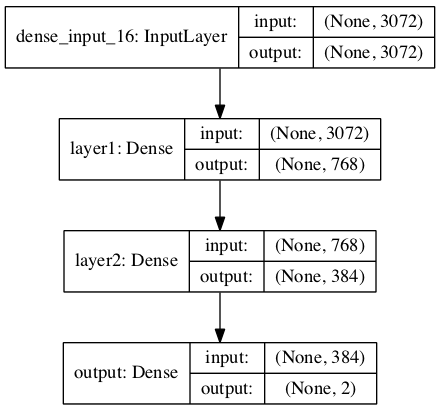 dense_input_16: InputLayer
input: (None, 3072)
output: (None, 3072)
layer1: Dense
input: (None, 3072)
output: (None, 768)
layer2: Dense
input: (None, 768)
output: (None, 384)
output: Dense
input: (None, 384)
output: (None, 2)